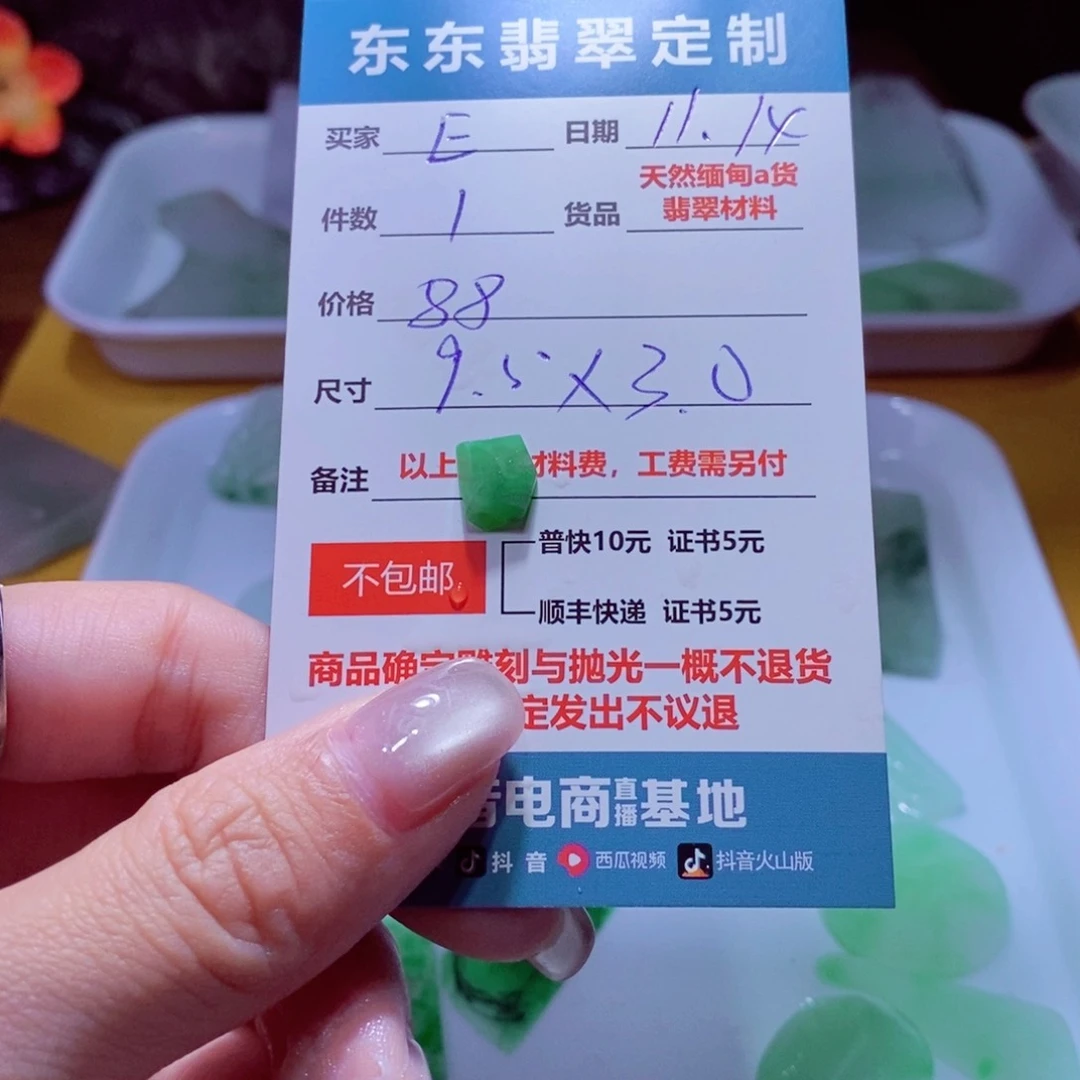 东东翡翠定制
买家 E 日期 11.14
件数 1 货品 天然缅甸a货
翡翠材料
价格 88
尺寸 9.5×3.0
备注 以上 材料费，工费需另付
不包邮
普快10元 证书5元
顺丰快递 证书5元
商品确定雕刻与抛光一概不退货
定发出不议退
电商直播基地
抖音 西瓜视频 抖音火山版